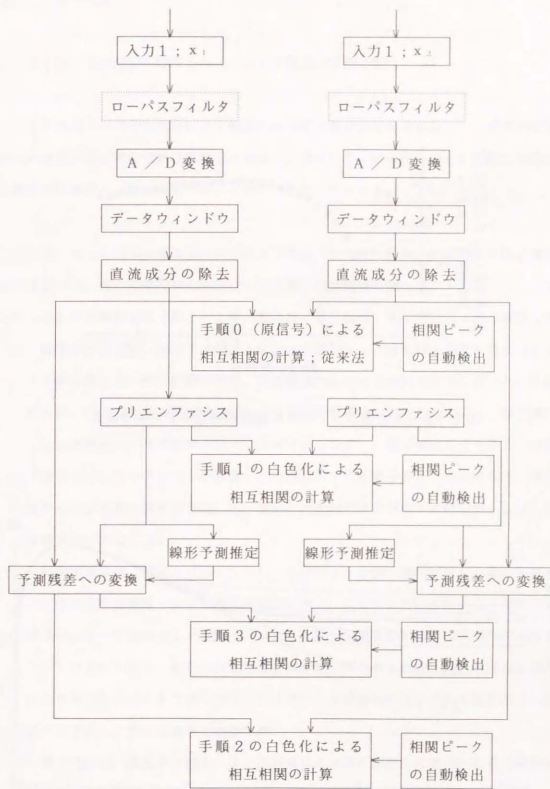 入力1；x₁
入力1；x₂
ローパスフィルタ
ローパスフィルタ
A／D変換
A／D変換
データウィンドウ
データウィンドウ
直流成分の除去
直流成分の除去
手順0（原信号）による
相互相関の計算；従来法
相関ピーク
の自動検出
プリエンファシス
プリエンファシス
手順1の白色化による
相互相関の計算
相関ピーク
の自動検出
線形予測推定
線形予測推定
予測残差への変換
予測残差への変換
手順3の白色化による
相互相関の計算
相関ピーク
の自動検出
手順2の白色化による
相互相関の計算
相関ピーク
の自動検出